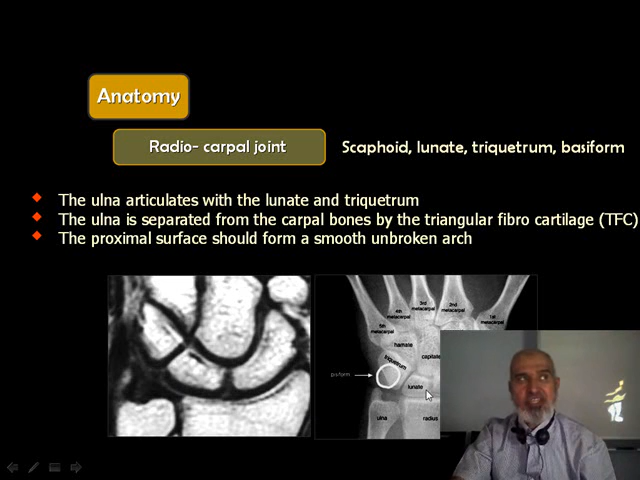 Anatomy
Radio- carpal joint
Scaphoid, lunate, triquetrum, basiform
The ulna articulates with the lunate and triquetrum
The ulna is separated from the carpal bones by the triangular fibro cartilage (TFC)
The proximal surface should form a smooth unbroken arch
3rd metacarpal
2nd metacarpal
4th metacarpal
1st metacarpal
5th metacarpal
hamate
capitate
triquetrum
pisiform
lunate
ulna
radius